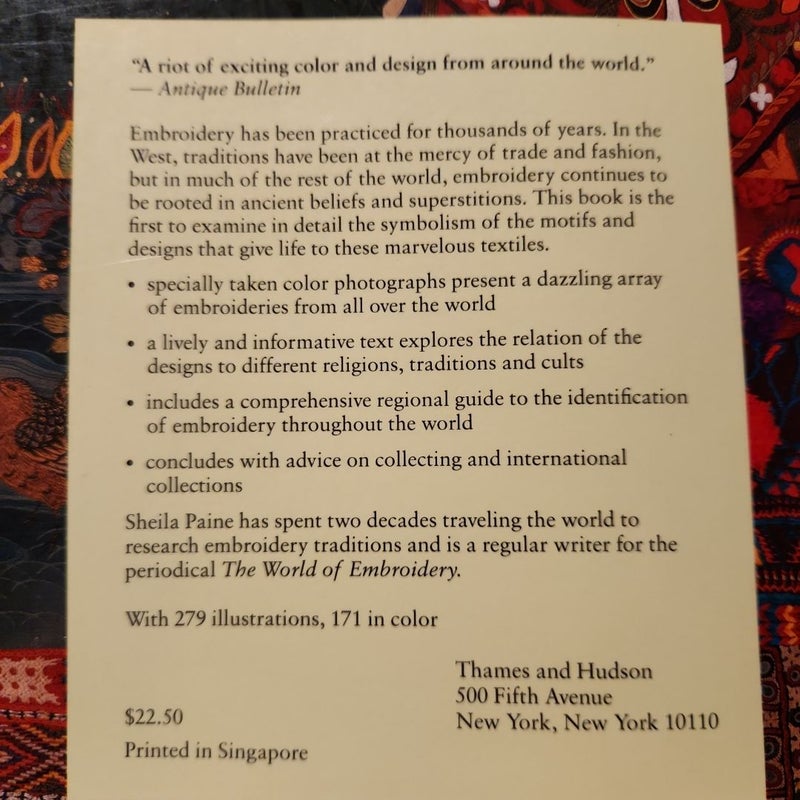 “A riot of exciting color and design from around the world.”
— Antique Bulletin
Embroidery has been practiced for thousands of years. In the
West, traditions have been at the mercy of trade and fashion,
but in much of the rest of the world, embroidery continues to
be rooted in ancient beliefs and superstitions. This book is the
first to examine in detail the symbolism of the motifs and
designs that give life to these marvelous textiles.
• specially taken color photographs present a dazzling array
of embroideries from all over the world
• a lively and informative text explores the relation of the
designs to different religions, traditions and cults
• includes a comprehensive regional guide to the identification
of embroidery throughout the world
• concludes with advice on collecting and international
collections
Sheila Paine has spent two decades traveling the world to
research embroidery traditions and is a regular writer for the
periodical The World of Embroidery.
With 279 illustrations, 171 in color
Thames and Hudson
500 Fifth Avenue
New York, New York 10110
$22.50
Printed in Singapore